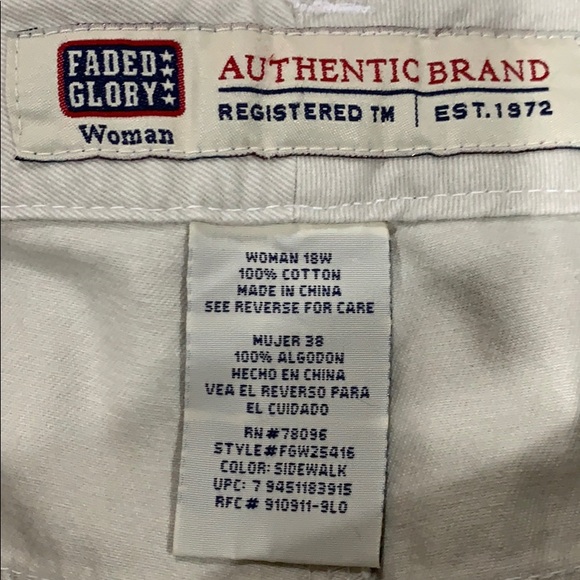 FADED
GLORY
Woman
AUTHENTIC BRAND
REGISTERED TM | EST.1972
WOMAN 18W
100% COTTON
MADE IN CHINA
SEE REVERSE FOR CARE
MUJER 38
100% ALGODON
HECHO EN CHINA
VEA EL REVERSO PARA
EL CUIDADO
RN#78096
STYLE#FGW25416
COLOR: SIDEWALK
UPC: 7 9451183915
RFC# 910911-9L0